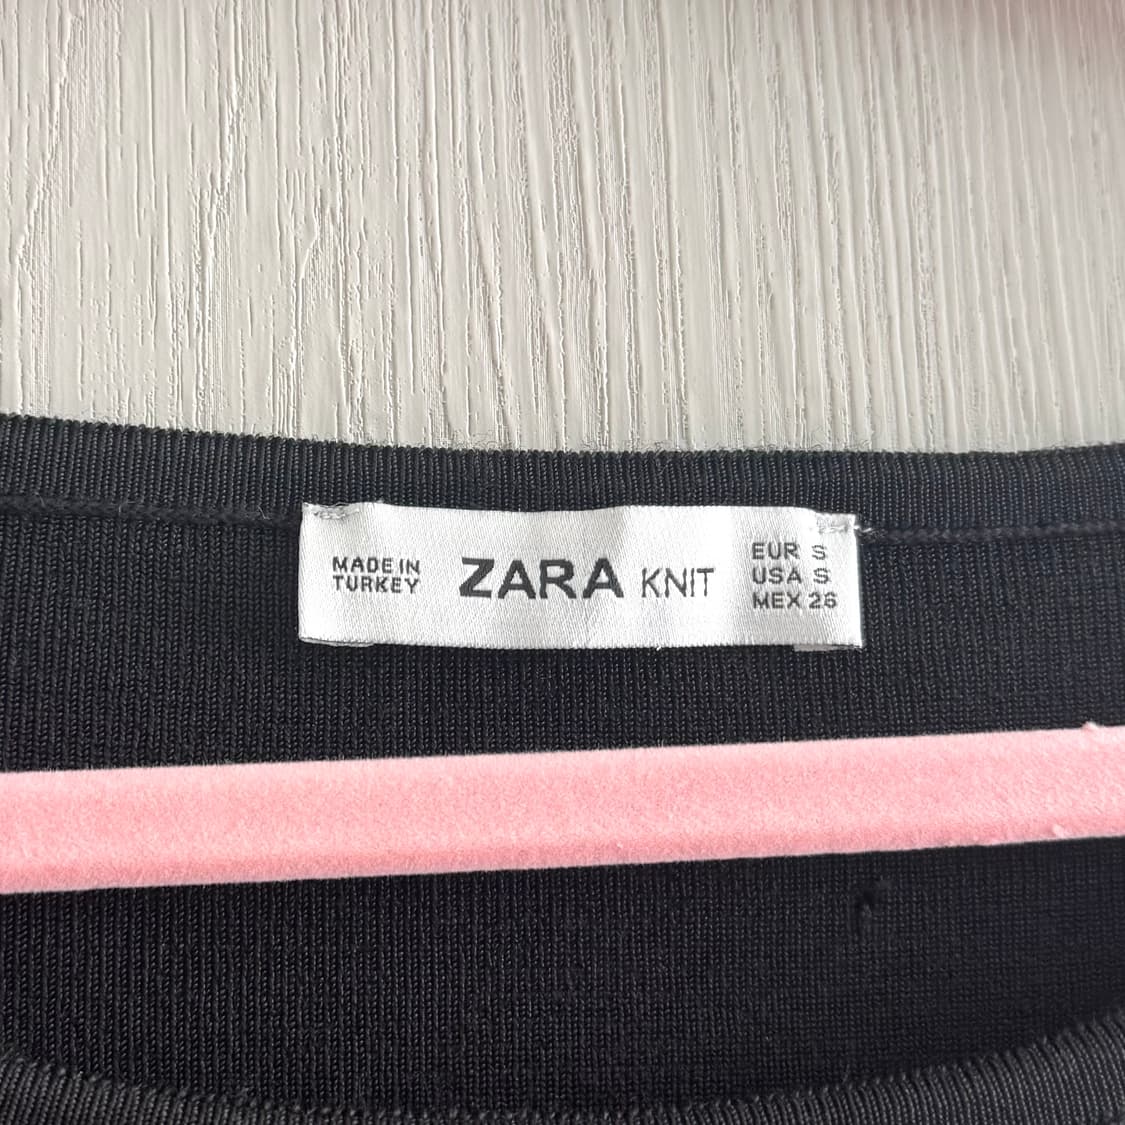 MADE IN
TURKEY
ZARA KNIT
EUR S
USA S
MEX 26